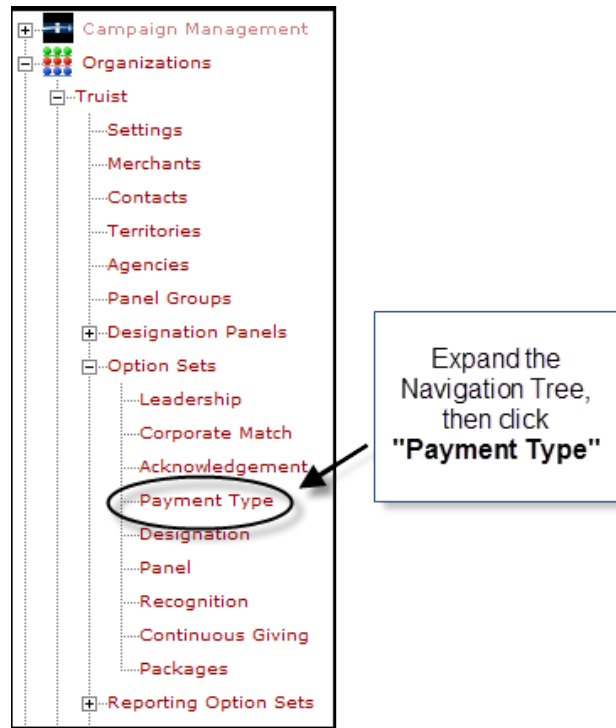 Campaign Management
Organizations
Truist
Settings
Merchants
Contacts
Territories
Agencies
Panel Groups
Designation Panels
Option Sets
Leadership
Corporate Match
Acknowledgement
Payment Type
Designation
Panel
Recognition
Continuous Giving
Packages
Reporting Option Sets
Expand the
Navigation Tree,
then click
"Payment Type"